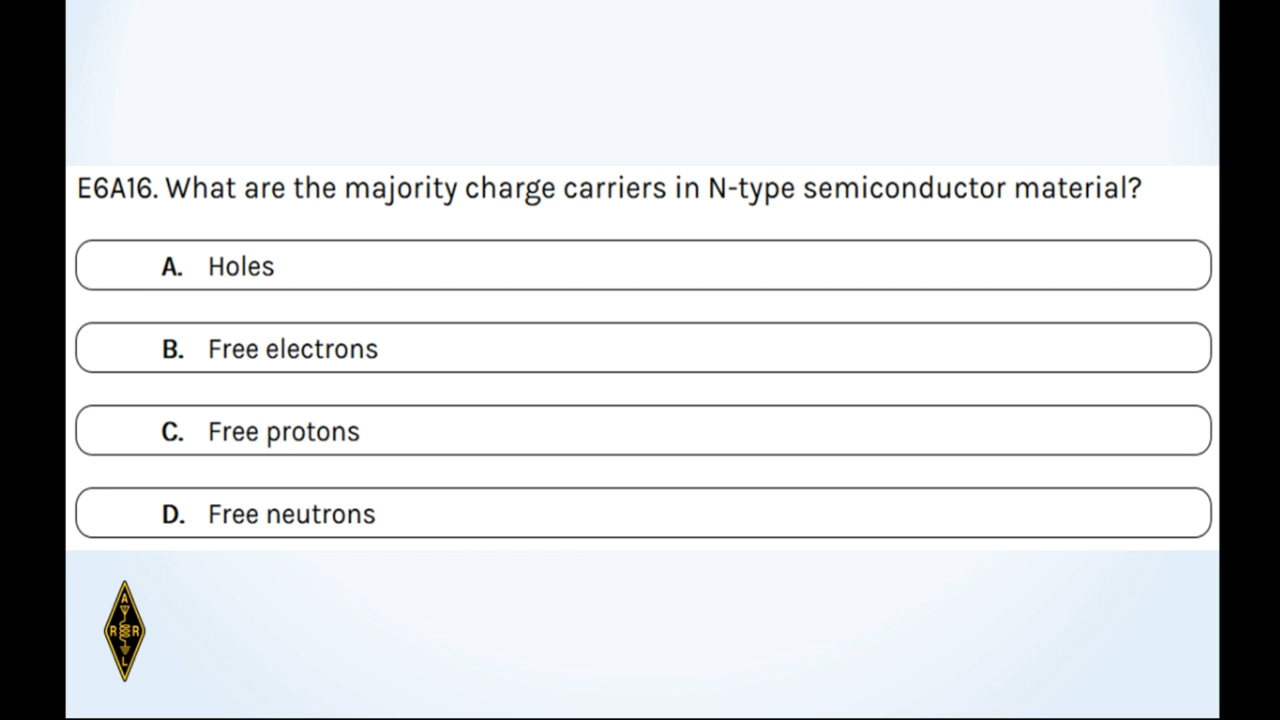 E6A16. What are the majority charge carriers in N-type semiconductor material?
A. Holes
B. Free electrons
C. Free protons
D. Free neutrons
A
R R
L